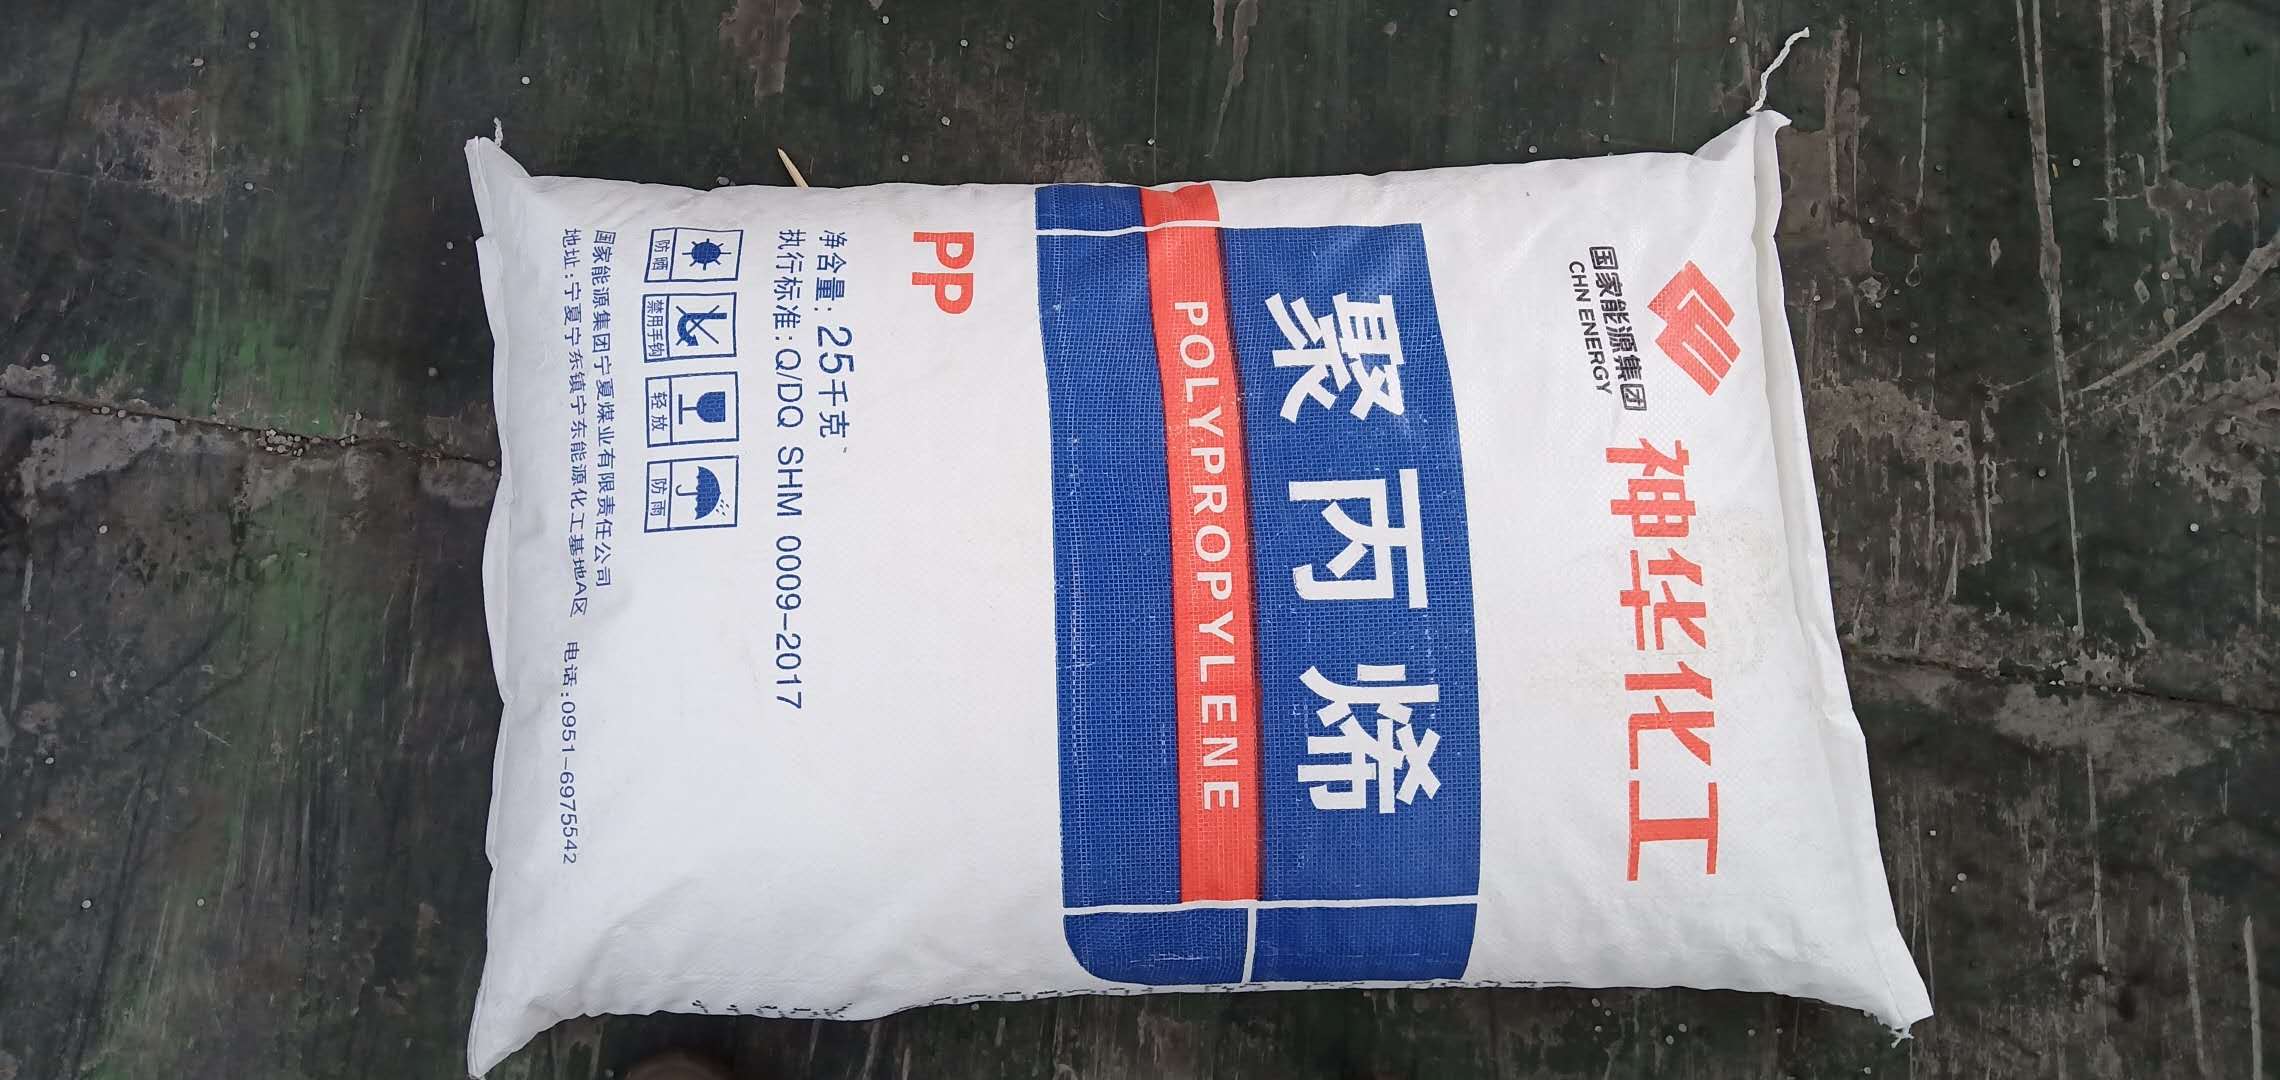 国家能源集团
CHN ENERGY
神华化工
聚丙烯
POLYPROPYLENE
PP
净含量: 25千克
执行标准: Q/DQ SHM 0009-2017
防晒 禁用手钩 轻放 防雨
国家能源集团宁夏煤业有限责任公司
地址: 宁夏宁东镇宁东能源化工基地A区 电话: 0951-6975542